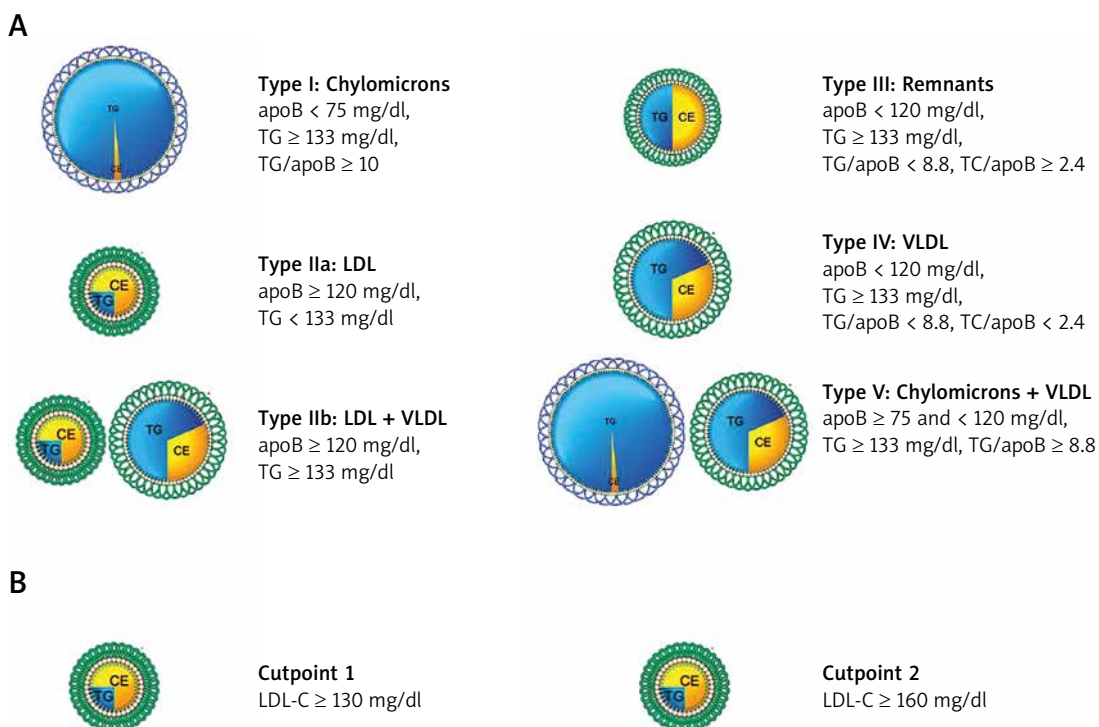 A
TG
CE
Type I: Chylomicrons
apoB < 75 mg/dl,
TG ≥ 133 mg/dl,
TG/apoB ≥ 10
CE
TG
Type IIa: LDL
apoB ≥ 120 mg/dl,
TG < 133 mg/dl
CE
TG
TG
CE
Type IIb: LDL + VLDL
apoB ≥ 120 mg/dl,
TG ≥ 133 mg/dl
TG CE
Type III: Remnants
apoB < 120 mg/dl,
TG ≥ 133 mg/dl,
TG/apoB < 8.8, TC/apoB ≥ 2.4
TG
CE
Type IV: VLDL
apoB < 120 mg/dl,
TG ≥ 133 mg/dl,
TG/apoB < 8.8, TC/apoB < 2.4
TG
CE
TG
CE
Type V: Chylomicrons + VLDL
apoB ≥ 75 and < 120 mg/dl,
TG ≥ 133 mg/dl, TG/apoB ≥ 8.8
B
CE
TG
Cutpoint 1
LDL-C ≥ 130 mg/dl
CE
TG
Cutpoint 2
LDL-C ≥ 160 mg/dl